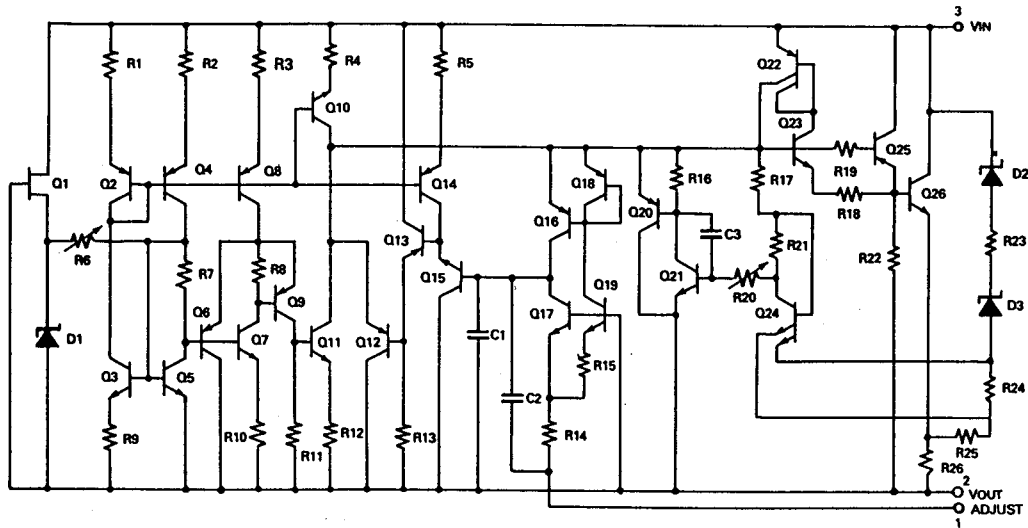 3
VIN
R1
R2
R3
R4
R5
Q22
Q10
Q23
Q1
Q2
Q4
Q8
Q14
Q18
Q20
R16
R17
R19
Q25
Q26
D2
R18
Q16
Q13
R6
R7
R8
Q9
Q15
C3
R21
R22
R23
Q21
R20
Q6
Q7
Q19
Q24
D1
Q17
C1
D3
Q11
Q12
Q3
Q5
R15
C2
R24
R9
R10
R11
R12
R13
R14
R25
R26
2
VOUT
ADJUST
1